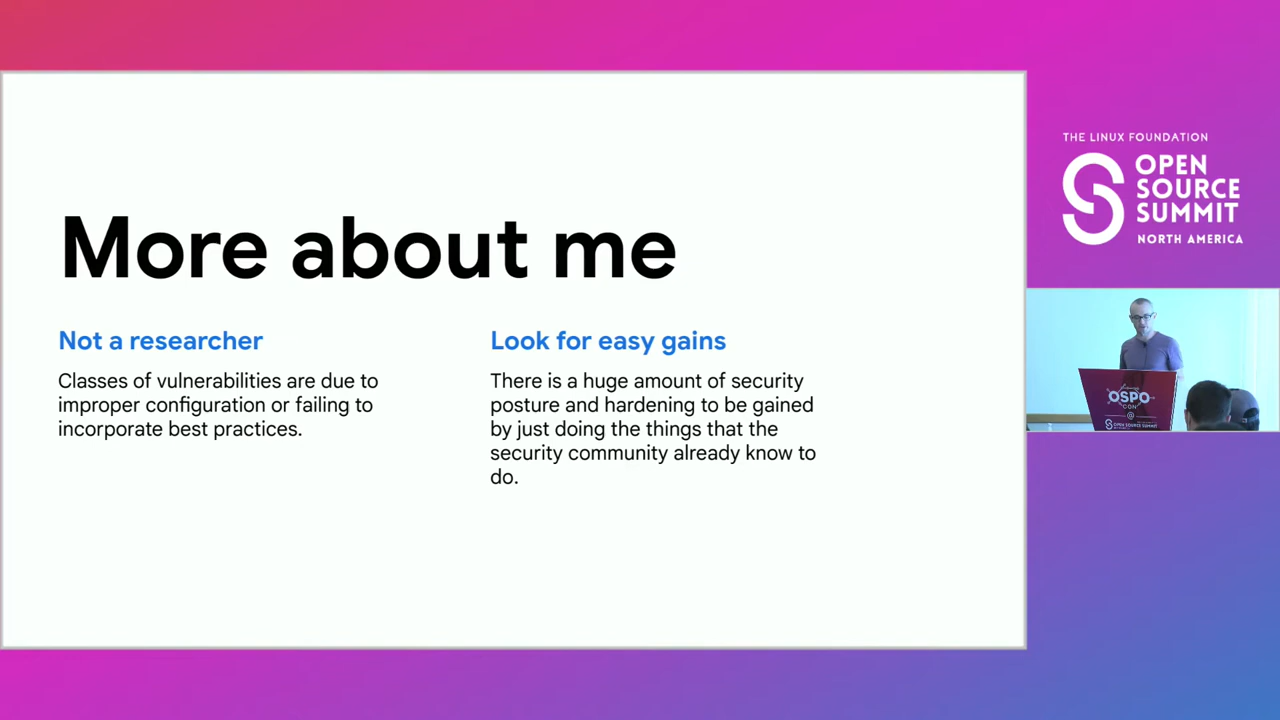 More about me
Not a researcher
Classes of vulnerabilities are due to
improper configuration or failing to
incorporate best practices.
Look for easy gains
There is a huge amount of security
posture and hardening to be gained
by just doing the things that the
security community already know to
do.
THE LINUX FOUNDATION
OPEN
SOURCE
SUMMIT
NORTH AMERICA
OSPO
CON
@
OPEN SOURCE SUMMIT